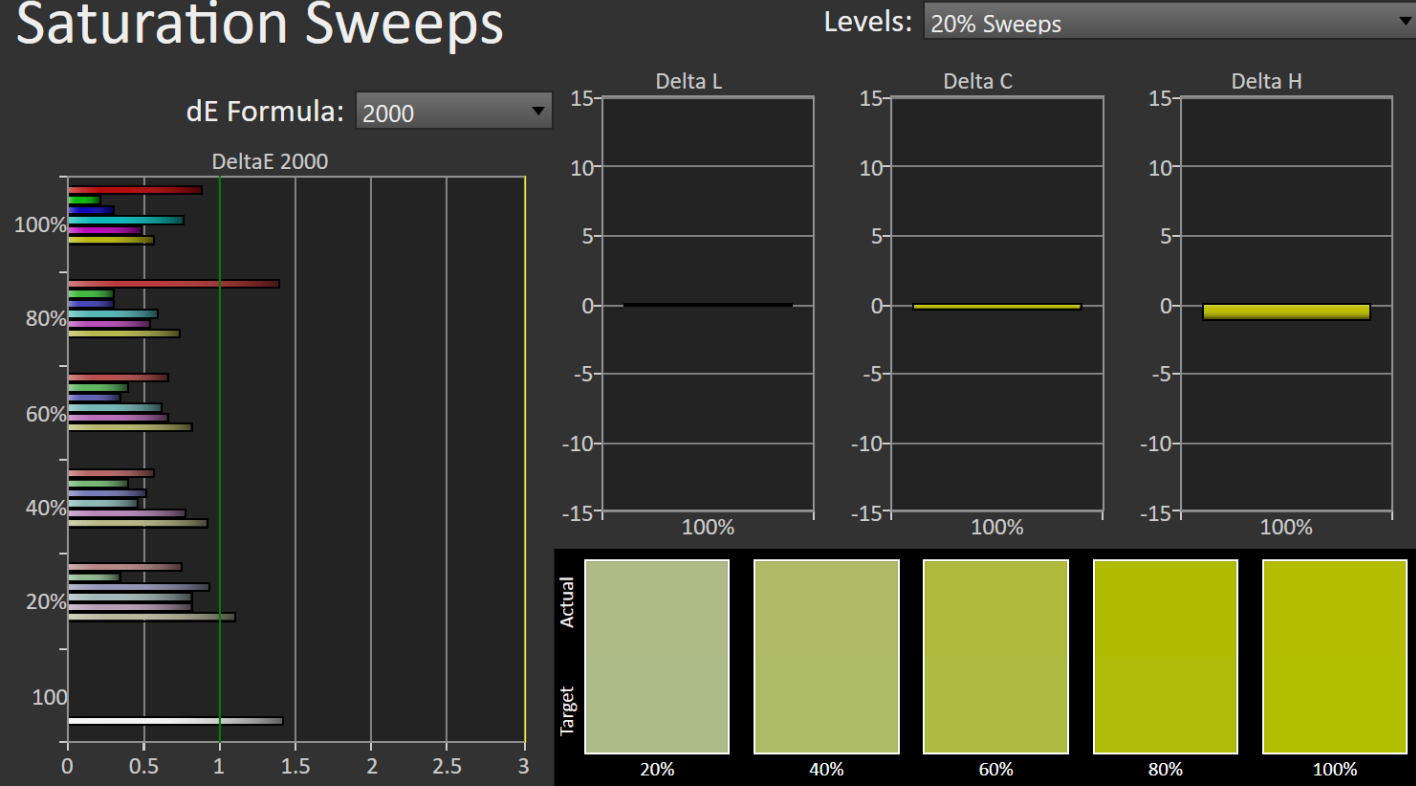 Saturation Sweeps
Levels: 20% Sweeps
dE Formula: 2000
DeltaE 2000
100%
80%
60%
40%
20%
100
0 0.5 1 1.5 2 2.5 3
Delta L
15
10
5
0
-5
-10
-15
100%
Delta C
15
10
5
0
-5
-10
-15
100%
Delta H
15
10
5
0
-5
-10
-15
100%
Actual
Target
20% 40% 60% 80% 100%